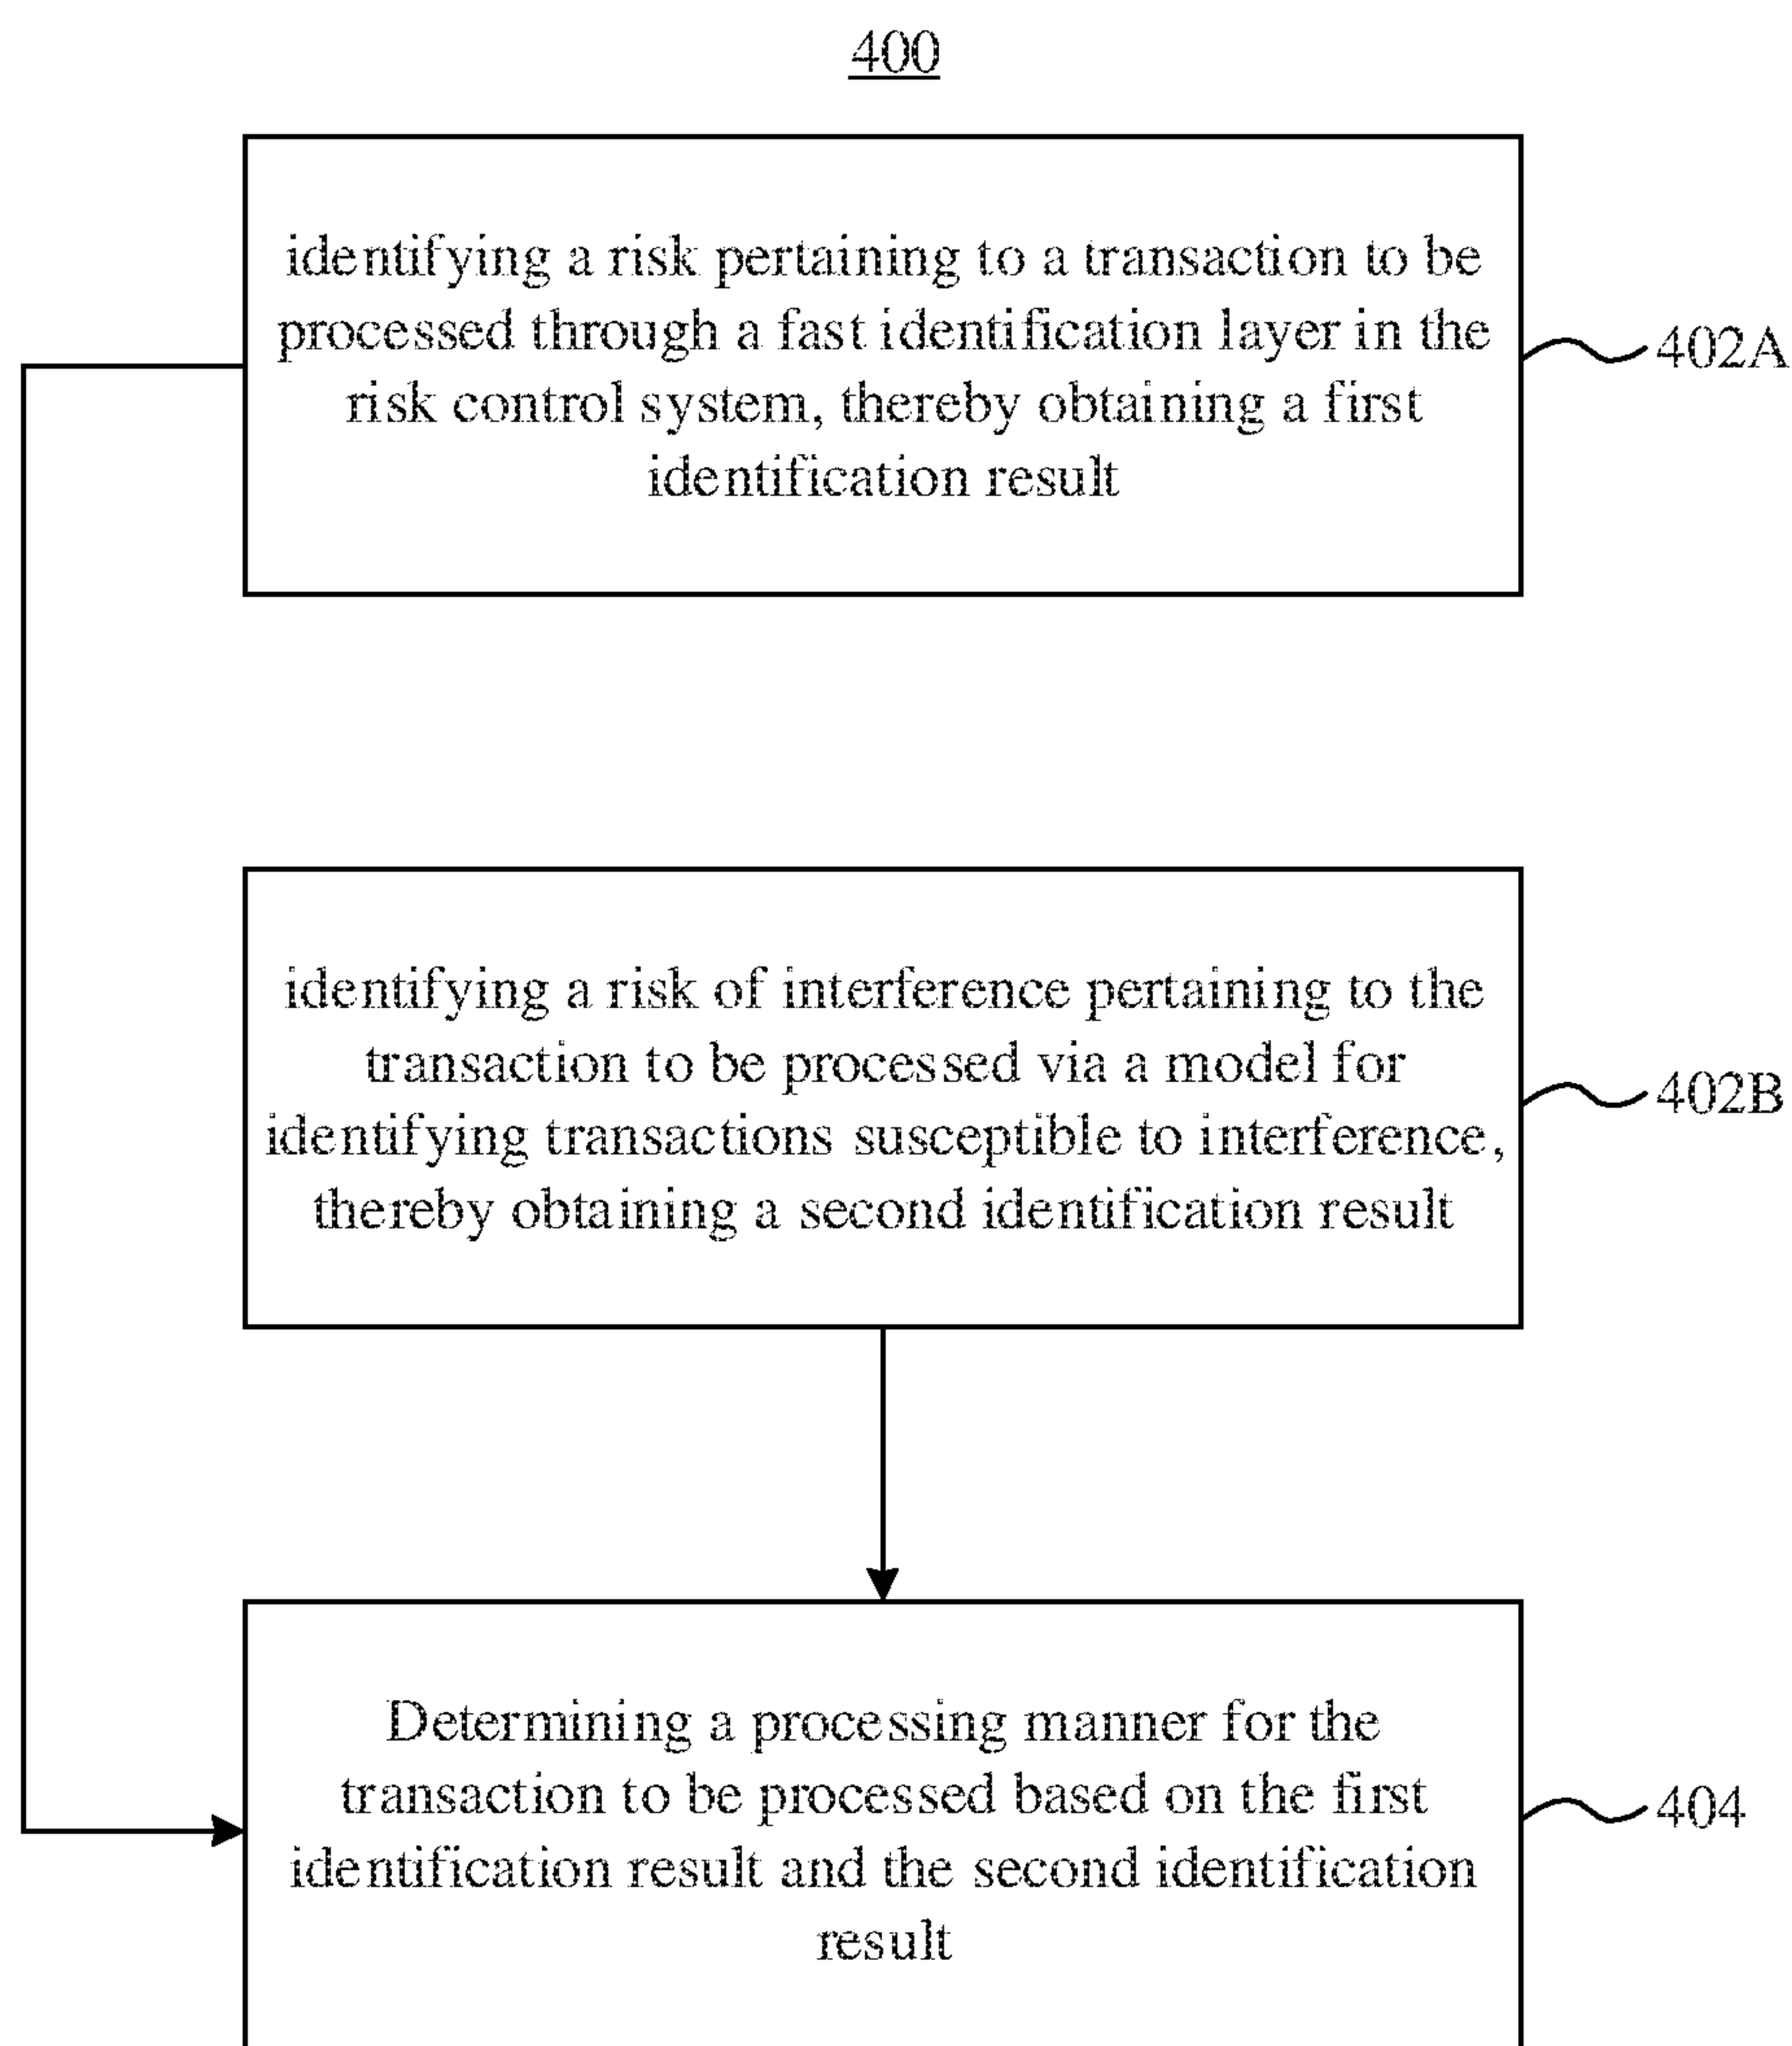 400
identifying a risk pertaining to a transaction to be
processed through a fast identification layer in the
risk control system, thereby obtaining a first
identification result
402A
identifying a risk of interference pertaining to the
transaction to be processed via a model for
identifying transactions susceptible to interference,
thereby obtaining a second identification result
402B
Determining a processing manner for the
transaction to be processed based on the first
identification result and the second identification
result
404